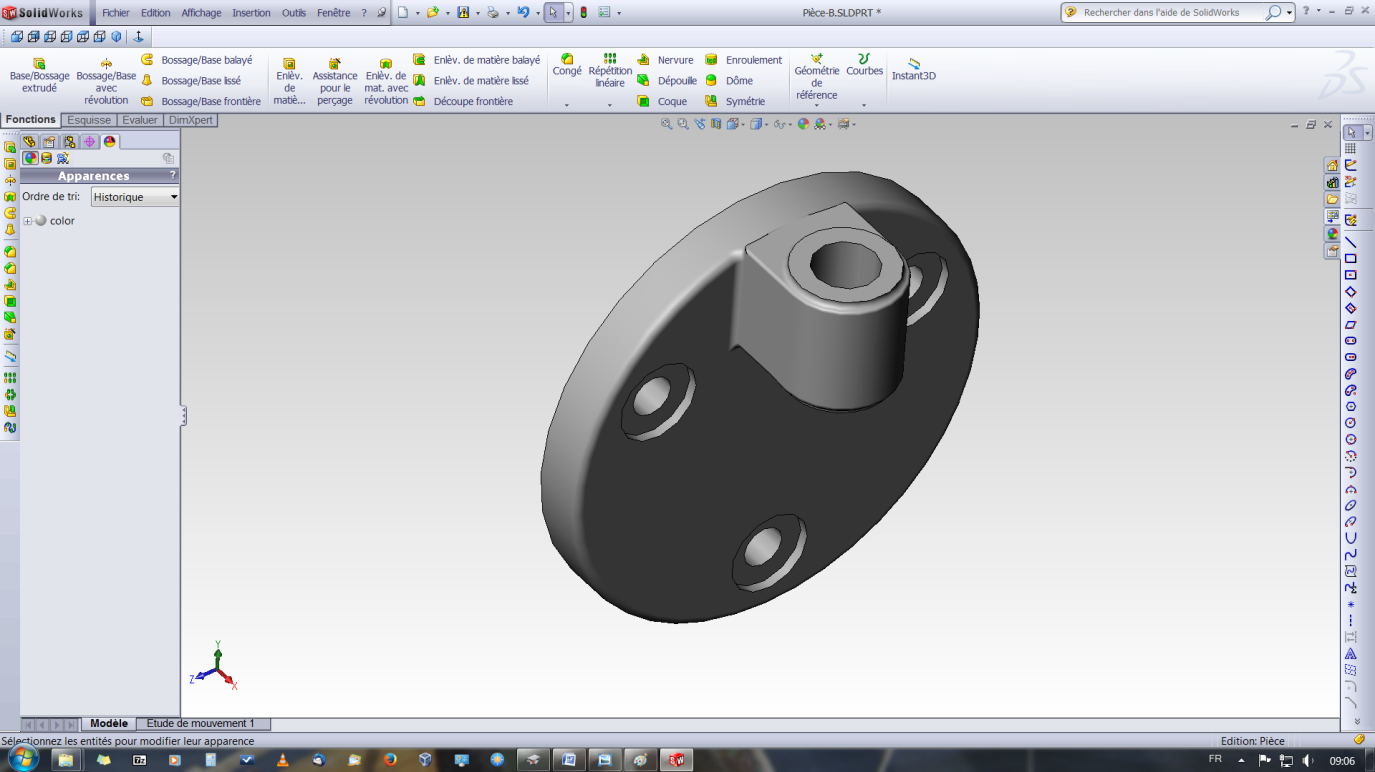 SolidWorks Fichier Edition Affichage Insertion Outils Fenêtre ? Pièce-B.SLDPRT * Rechercher dans l'aide de SolidWorks ?
Base/Bossage extrudé
Bossage/Base avec révolution
Bossage/Base balayé
Bossage/Base lissé
Bossage/Base frontière
Enlèv. de matiè...
Assistance pour le perçage
Enlèv. de mat. avec révolution
Enlèv. de matière balayé
Enlèv. de matière lissé
Découpe frontière
Congé
Répétition linéaire
Nervure
Dépouille
Coque
Enroulement
Dôme
Symétrie
Géométrie de référence
Courbes
Instant3D
Fonctions Esquisse Evaluer DimXpert
Apparences ?
Ordre de tri: Historique
color
Y
Z
X
Modèle Etude de mouvement 1
Sélectionnez les entités pour modifier leur apparence Edition: Pièce
7z FR 09:06